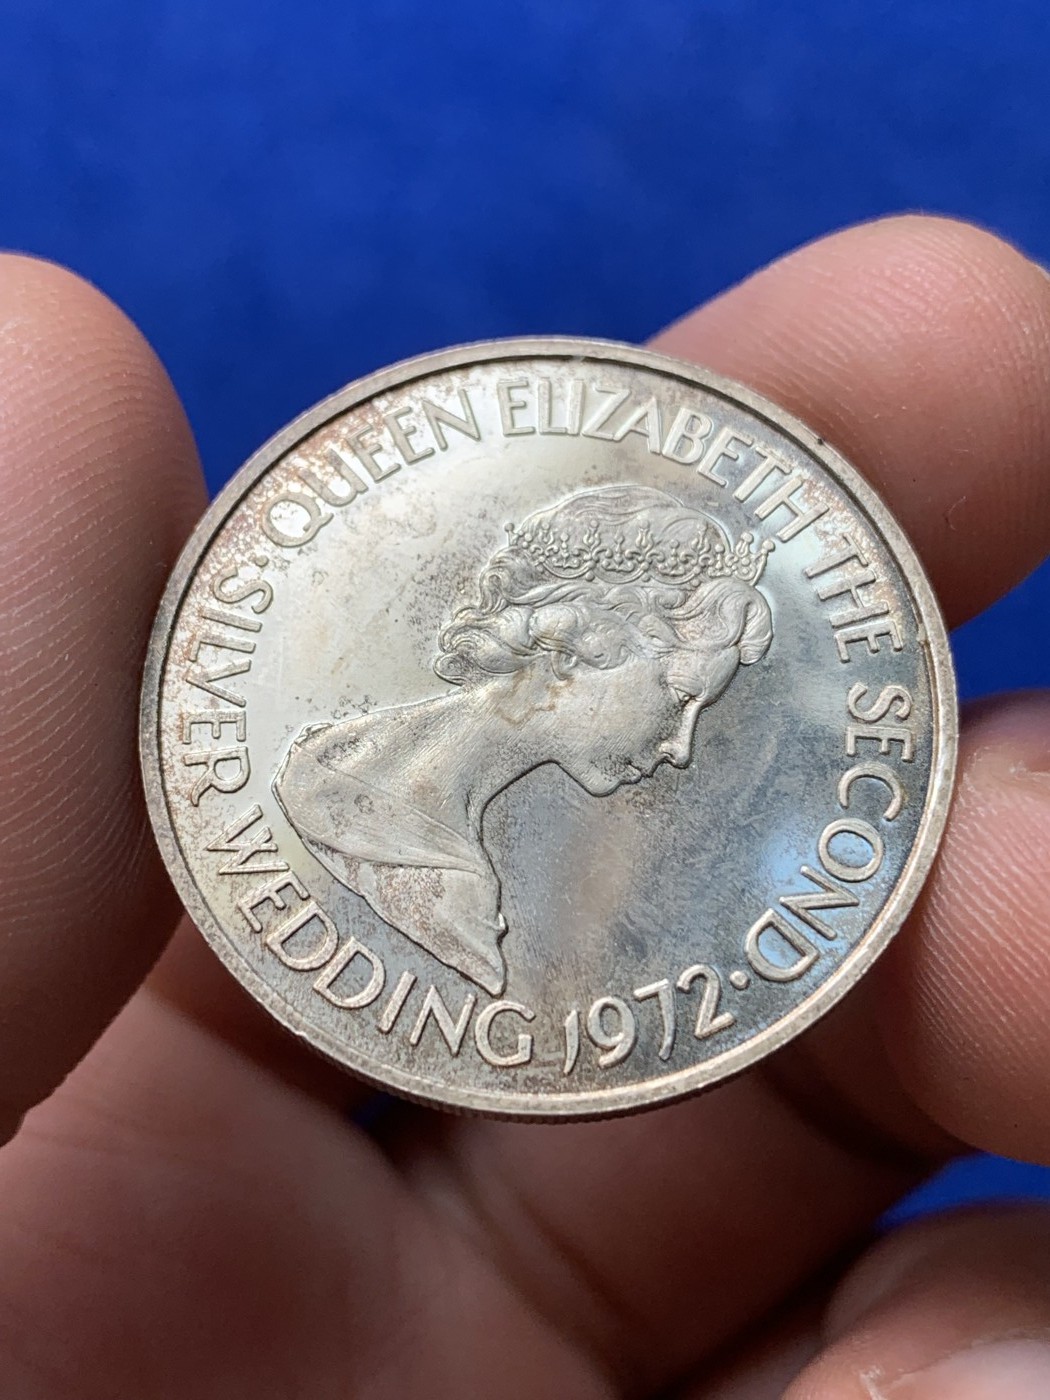 QUEEN ELIZABETH THE SECOND · SILVER WEDDING 1972 ·